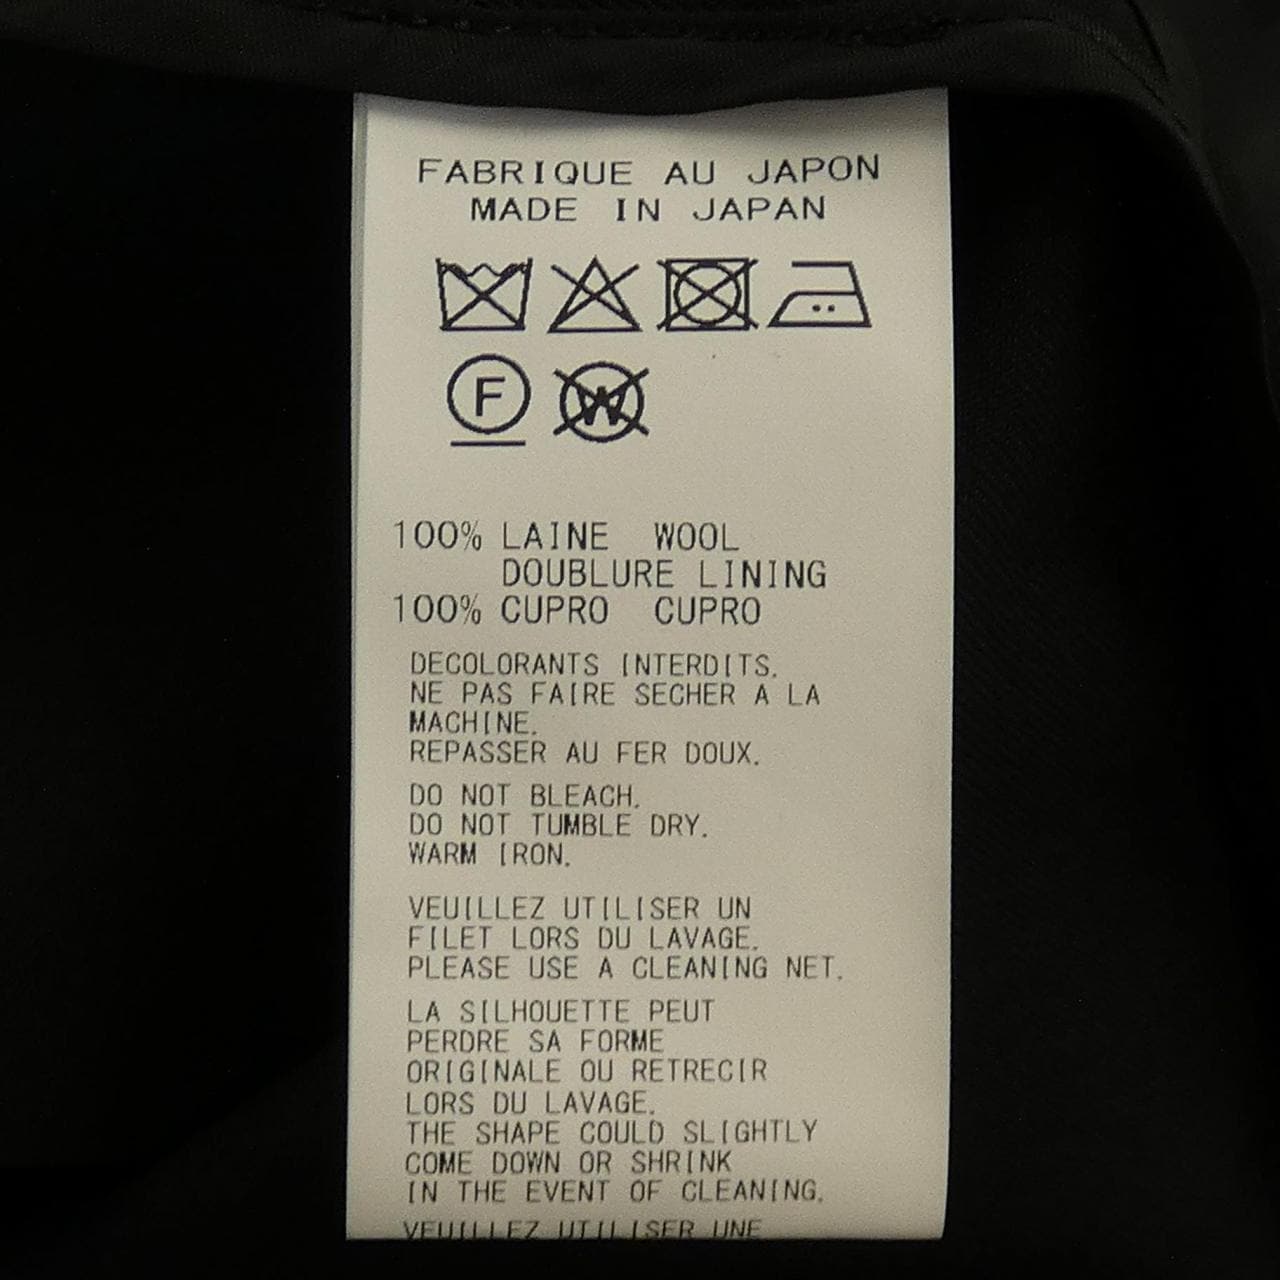 FABRIQUE AU JAPON
MADE IN JAPAN
F
W
100% LAINE WOOL
DOUBLURE LINING
100% CUPRO CUPRO
DECOLORANTS INTERDITS.
NE PAS FAIRE SECHER A LA
MACHINE.
REPASSER AU FER DOUX.
DO NOT BLEACH.
DO NOT TUMBLE DRY.
WARM IRON.
VEUILLEZ UTILISER UN
FILET LORS DU LAVAGE.
PLEASE USE A CLEANING NET.
LA SILHOUETTE PEUT
PERDRE SA FORME
ORIGINALE OU RETRECIR
LORS DU LAVAGE.
THE SHAPE COULD SLIGHTLY
COME DOWN OR SHRINK
IN THE EVENT OF CLEANING.
VEUILLEZ UTILISER UNE